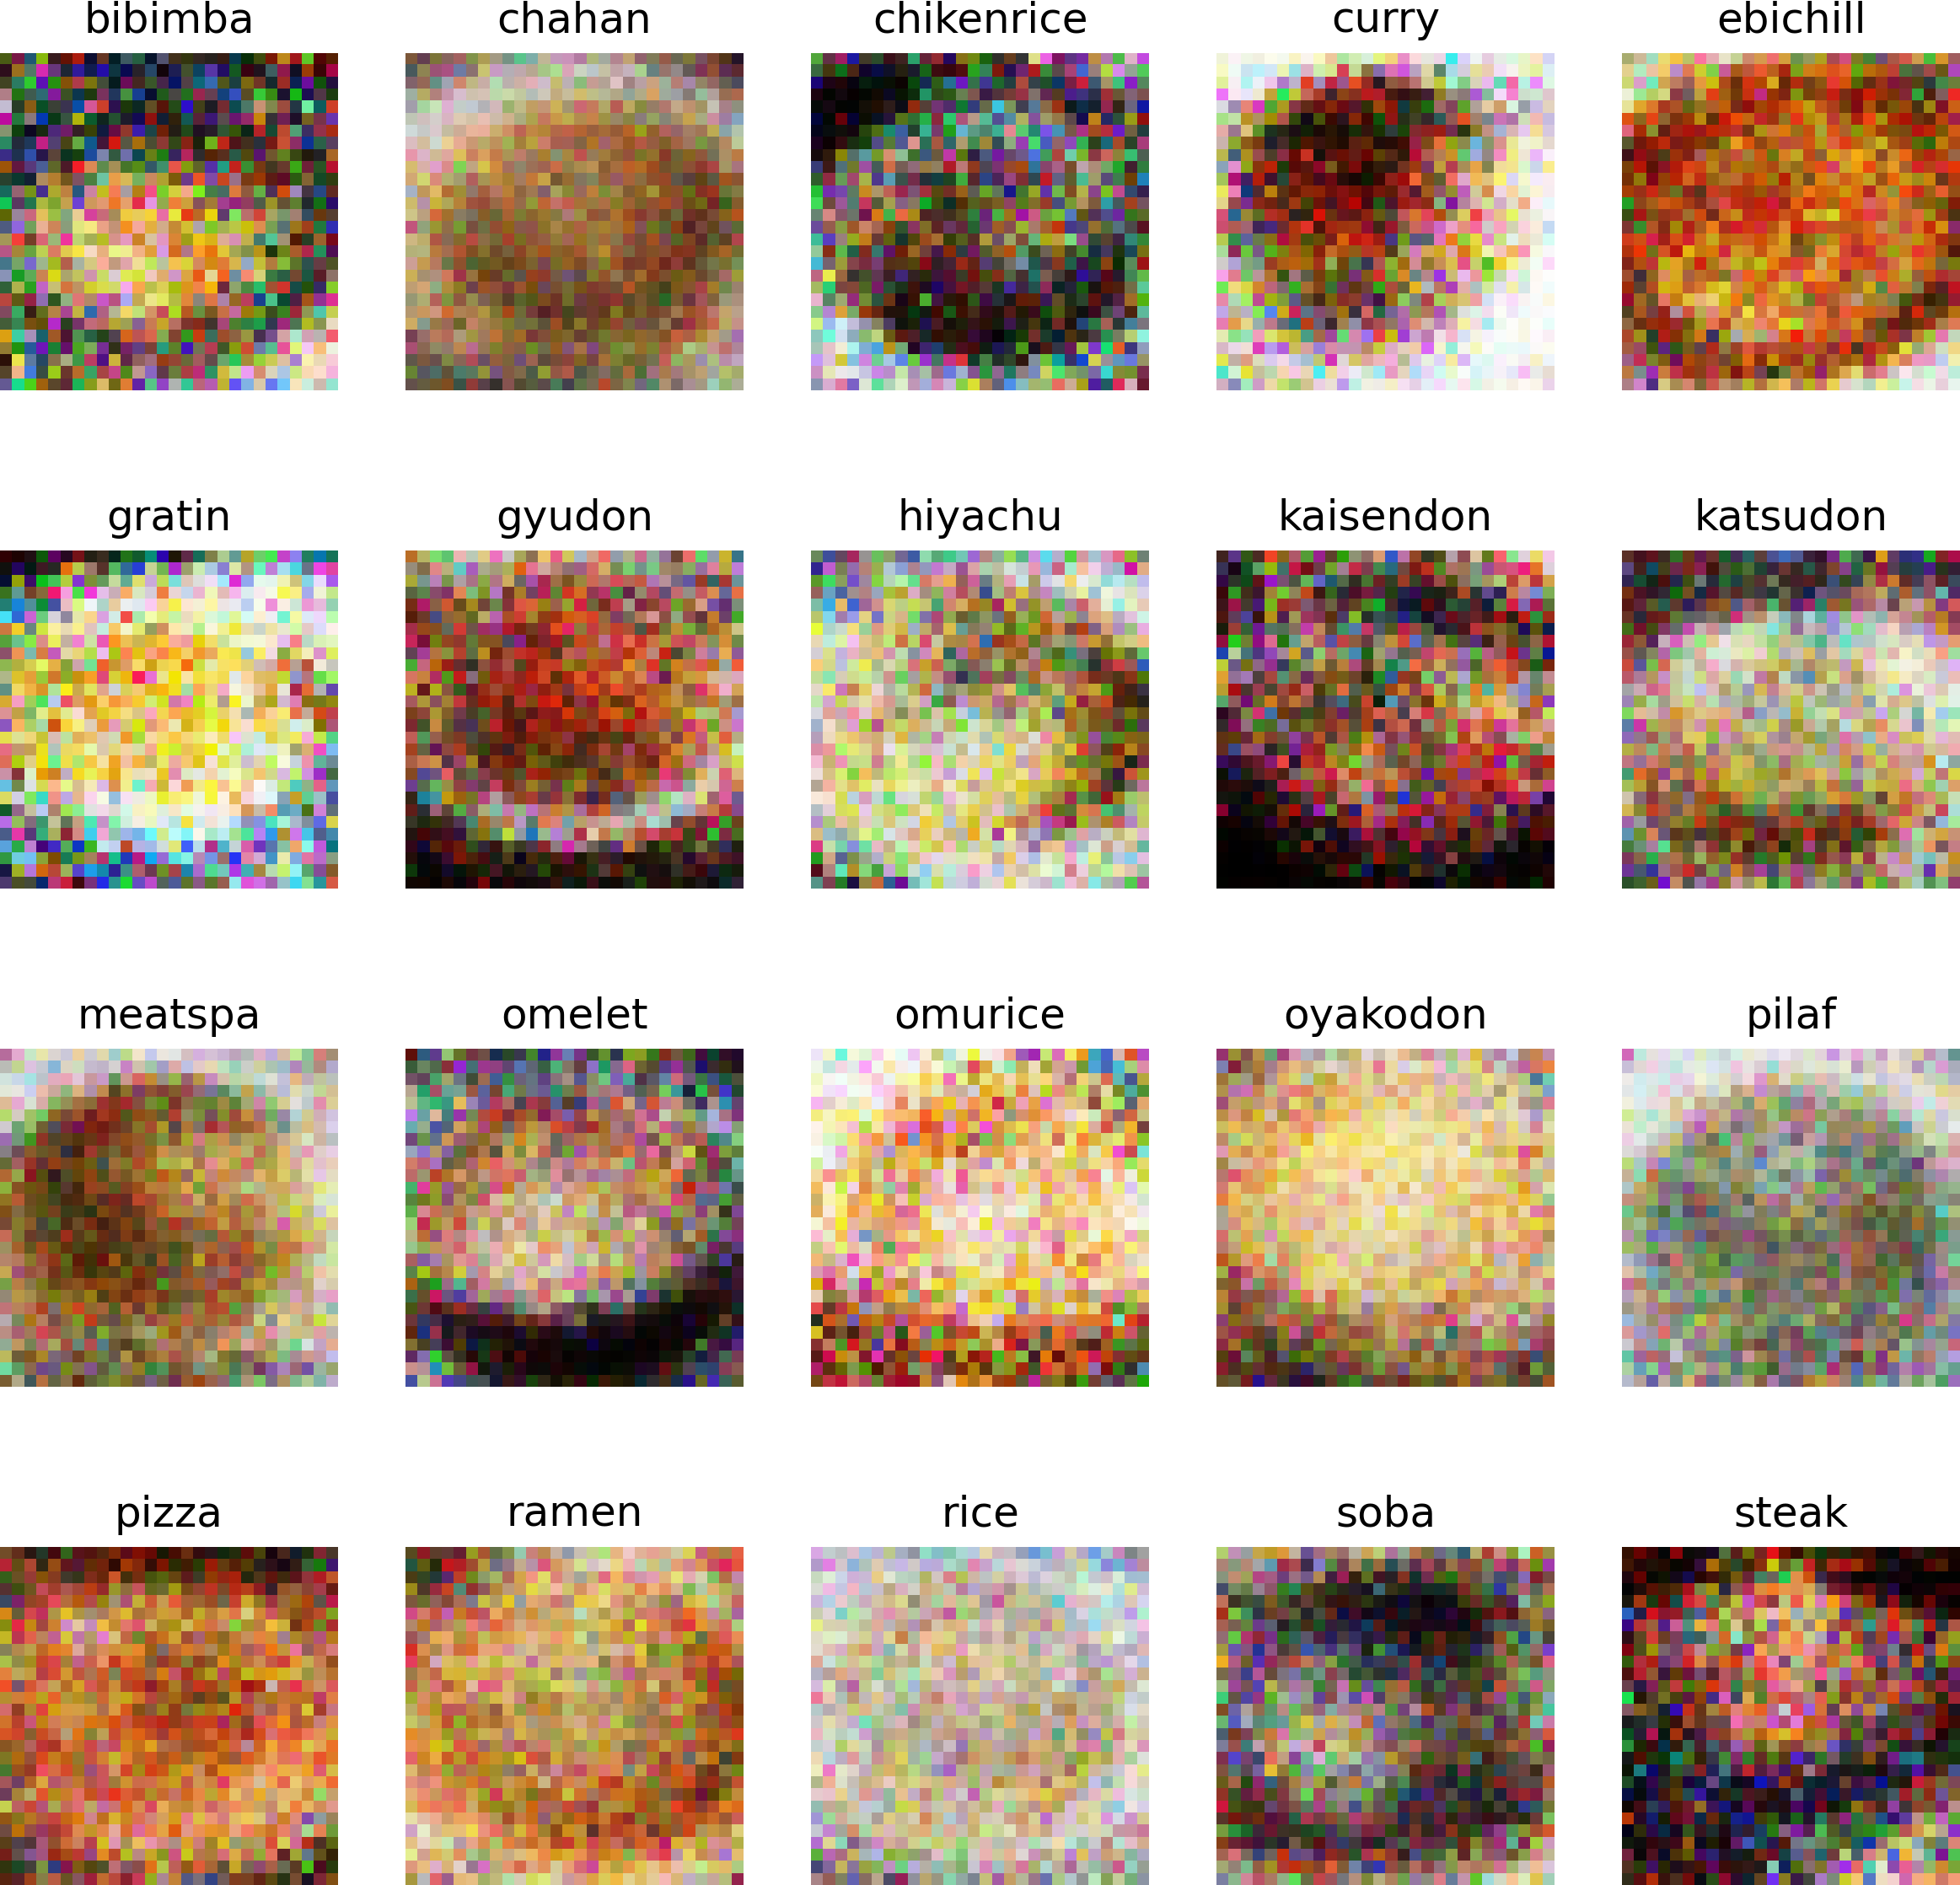 bibimba
chahan
chikenrice
curry
ebichill
gratin
gyudon
hiyachu
kaisendon
katsudon
meatspa
omelet
omurice
oyakodon
pilaf
pizza
ramen
rice
soba
steak